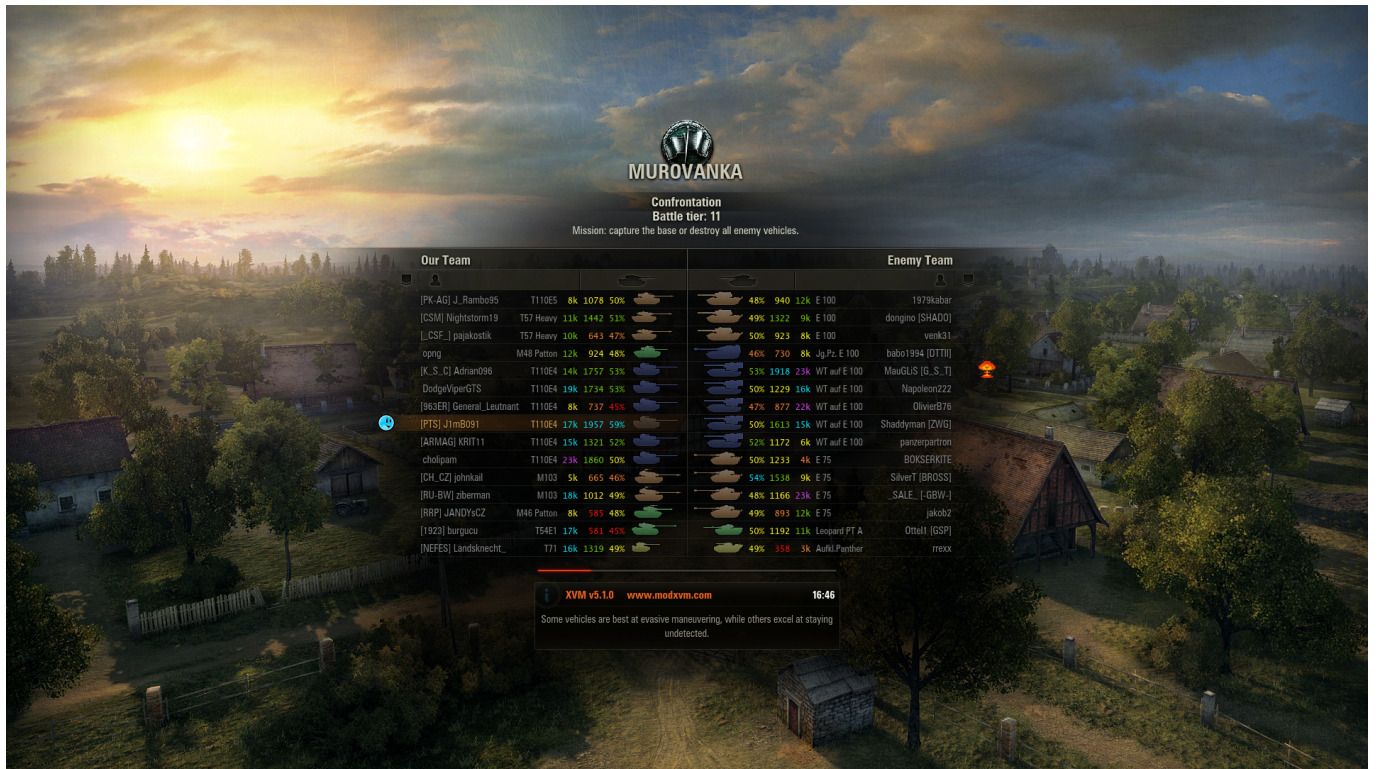 MUROVANKA
Confrontation
Battle tier: 11
Mission: capture the base or destroy all enemy vehicles.
Our Team Enemy Team
[PK-AG] J_Rambo95 T110E5 8k 1078 50% 48% 940 12k E 100 1979kabar
[CSM] Nightstorm19 T57 Heavy 11k 1442 51% 49% 1322 9k E 100 dongino [SHADO]
[_CSF_] pajakostik T57 Heavy 10k 643 47% 50% 923 8k E 100 venk31
opng M48 Patton 12k 924 48% 46% 730 8k Jg.Pz. E 100 babo1994 [DTTII]
[K_S_C] Adrian096 T110E4 14k 1757 53% 53% 1918 23k WT auf E 100 MauGLiS [G_S_T]
DodgeViperGTS T110E4 19k 1734 53% 50% 1229 16k WT auf E 100 Napoleon222
[963ER] General_Leutnant T110E4 8k 737 45% 47% 877 22k WT auf E 100 OlivierB76
[PTS] J1mB091 T110E4 17k 1957 59% 50% 1613 15k WT auf E 100 Shaddyman [ZWG]
[ARMAG] KRIT11 T110E4 15k 1321 52% 52% 1172 6k WT auf E 100 panzerpartron
cholipam T110E4 23k 1860 50% 50% 1233 4k E 75 BOKSERKITE
[CH_CZ] johnkail M103 5k 665 46% 54% 1538 9k E 75 SilverT [BROSS]
[RU-BW] ziberman M103 18k 1012 49% 48% 1166 23k E 75 _SALE_ [-GBW-]
[RRP] JANDYsCZ M46 Patton 8k 585 48% 49% 893 12k E 75 jakob2
[1923] burgucu T54E1 17k 581 45% 50% 1192 11k Leopard PT A Ottel1 [GSP]
[NEFES] Landsknecht_ T71 16k 1319 49% 49% 358 3k Aufkl.Panther rrexx
XVM v5.1.0 www.modxvm.com 16:46
Some vehicles are best at evasive maneuvering, while others excel at staying
undetected.